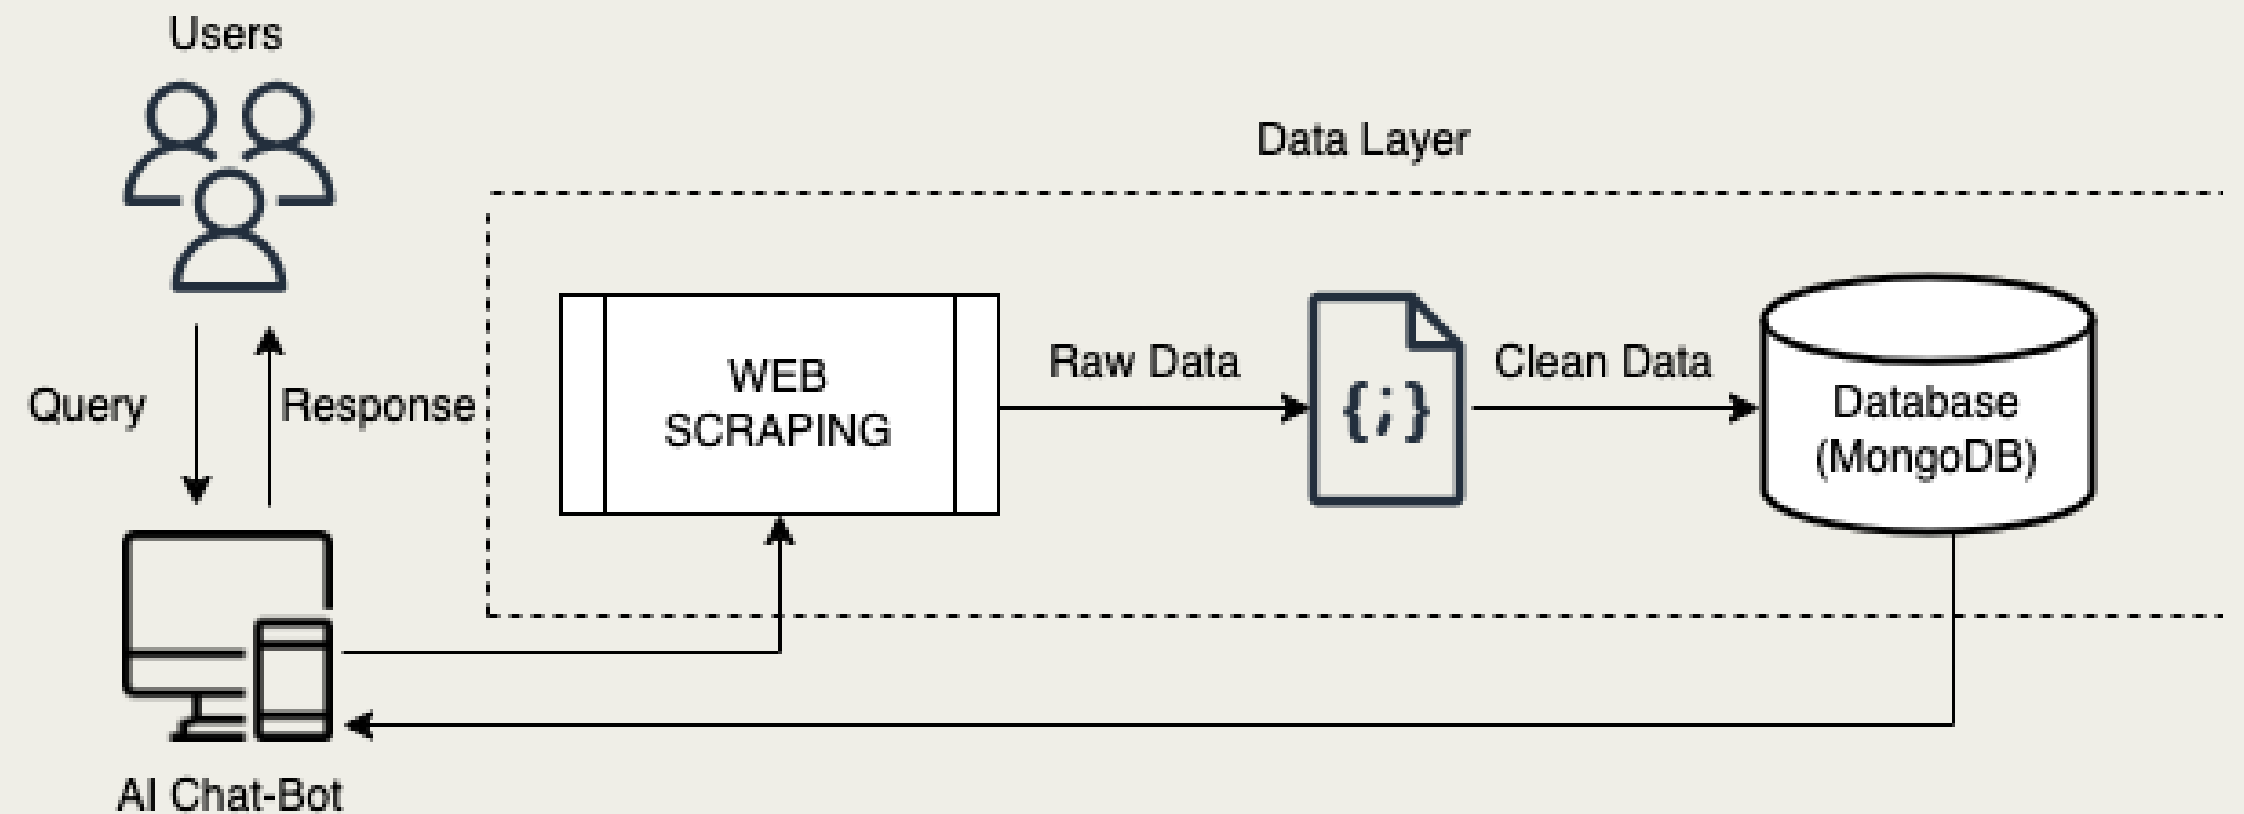 Users
Data Layer
Query
Response
WEB
SCRAPING
Raw Data
{;}
Clean Data
Database
(MongoDB)
AI Chat-Bot